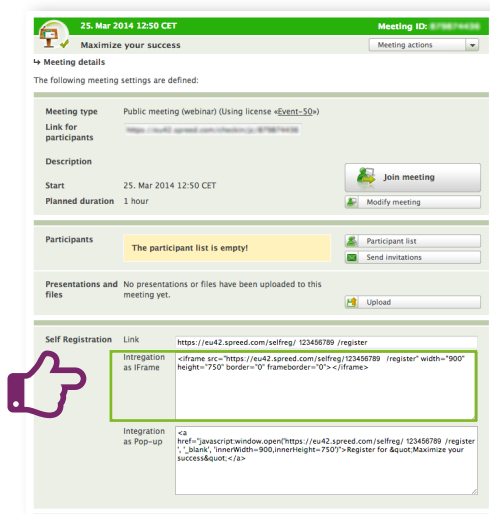 25. Mar 2014 12:50 CET
Meeting ID:
Maximize your success
Meeting actions
↳ Meeting details
The following meeting settings are defined:
Meeting type
Public meeting (webinar) (Using license «Event-50»)
Link for
participants
Description
Start
25. Mar 2014 12:50 CET
Join meeting
Planned duration
1 hour
Modify meeting
Participants
The participant list is empty!
Participant list
Send invitations
Presentations and
files
No presentations or files have been uploaded to this
meeting yet.
Upload
Self Registration
Link
https://eu42.spreed.com/selfreg/ 123456789 /register
Intregation
as IFrame
<iframe src="https://eu42.spreed.com/selfreg/123456789 /register" width="900"
height="750" border="0" frameborder="0"></iframe>
Integration
as Pop-up
<a
href="javascript:window.open('https://eu42.spreed.com/selfreg/ 123456789 /register
', '_blank', 'innerWidth=900,innerHeight=750')">Register for &quot;Maximize your
success&quot;</a>